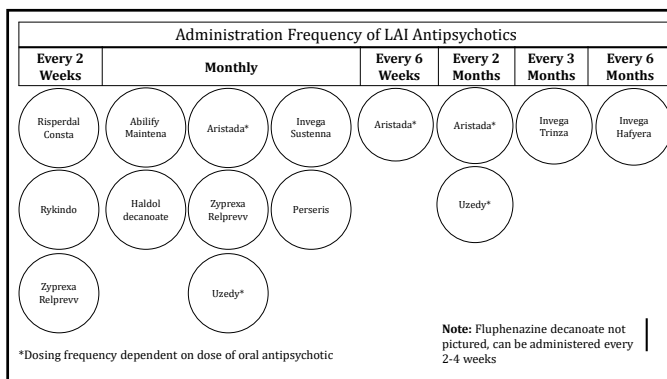 Administration Frequency of LAI Antipsychotics
Every 2
Weeks
Monthly
Every 6
Weeks
Every 2
Months
Every 3
Months
Every 6
Months
Risperdal
Consta
Abilify
Maintena
Aristada*
Invega
Sustenna
Aristada*
Aristada*
Invega
Trinza
Invega
Hafyera
Rykindo
Haldol
decanoate
Zyprexa
Relprevv
Perseris
Uzedy*
Zyprexa
Relprevv
Uzedy*
*Dosing frequency dependent on dose of oral antipsychotic
Note: Fluphenazine decanoate not
pictured, can be administered every
2-4 weeks